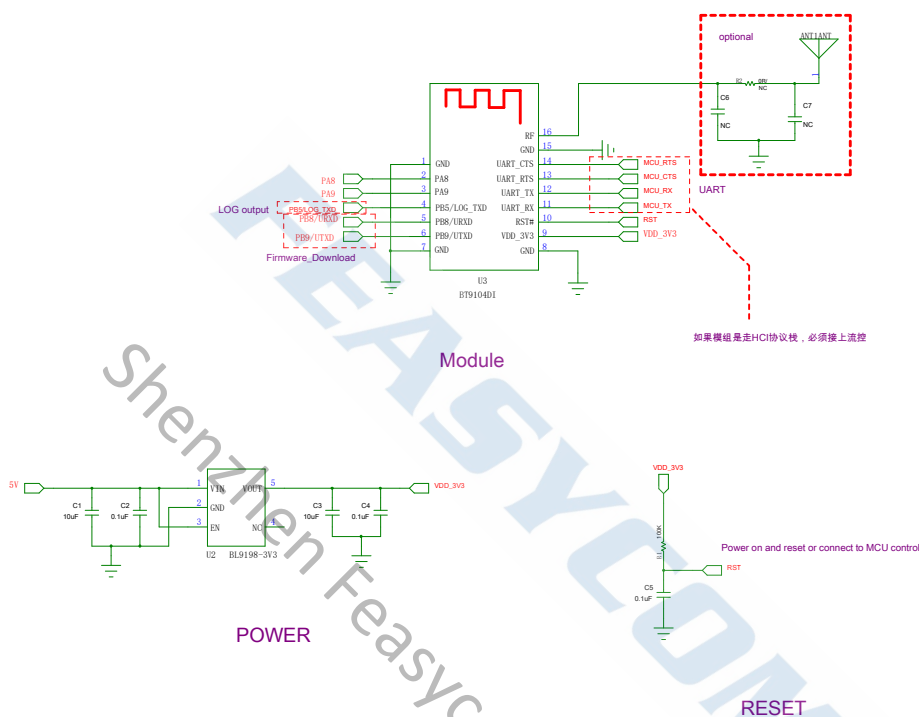 optional
ANT1ANT
1
R2
0R/
NC
C6
NC
C7
NC
RF
16
GND
15
1
GND
UART_CTS
14
MCU_RTS
PA8
2
PA8
UART_RTS
13
MCU_CTS
PA9
3
PA9
UART_TX
12
MCU_RX
UART
LOG output
PB5/LOG_TXD
4
PB5/LOG_TXD
UART_RX
11
MCU_TX
PB8/URXD
5
PB8/URXD
RST#
10
RST
PB9/UTXD
6
PB9/UTXD
VDD_3V3
9
VDD_3V3
7
GND
GND
8
Firmware_Download
U3
BT9104DI
如果模组是走HCI协议栈，必须接上流控
Module
FEASYCOM
Shenzhen Feasyc
5V
C1
10uF
C2
0.1uF
1
VIN
VOUT
5
2
GND
3
EN
NC
4
U2
BL9198-3V3
C3
10uF
C4
0.1uF
VDD_3V3
POWER
VDD_3V3
100K
R1
Power on and reset or connect to MCU control
RST
C5
0.1uF
RESET